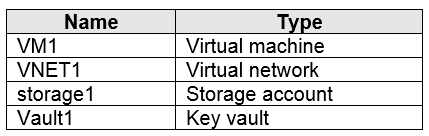 Name Type
VM1 Virtual machine
VNET1 Virtual network
storage1 Storage account
Vault1 Key vault